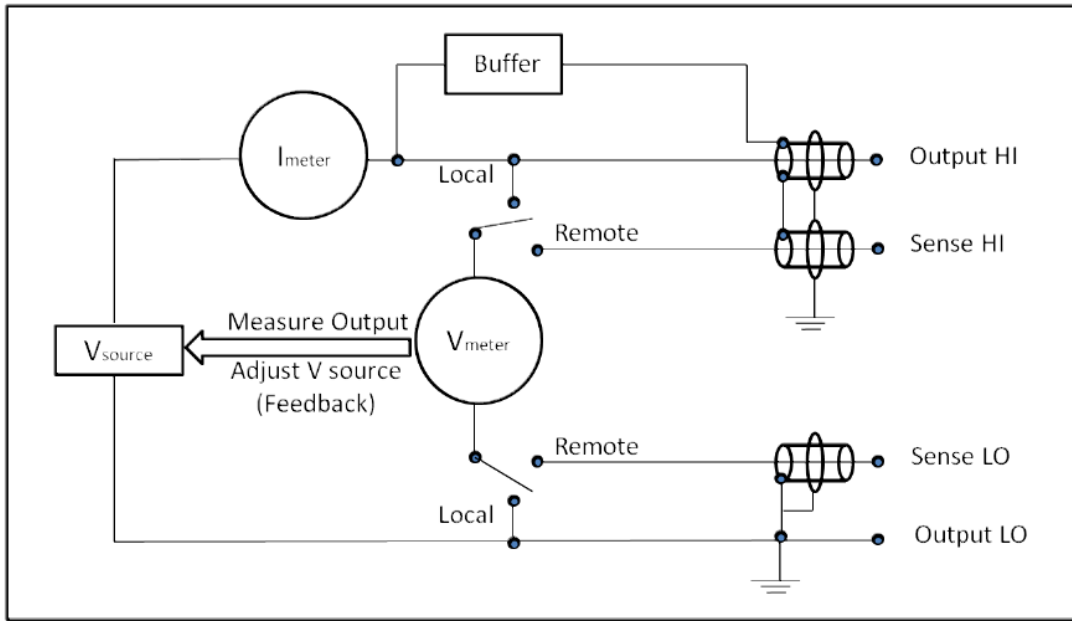 Buffer
Imeter
Output HI
Local
Remote
Sense HI
Measure Output
Vsource
Vmeter
Adjust V source
(Feedback)
Remote
Sense LO
Local
Output LO